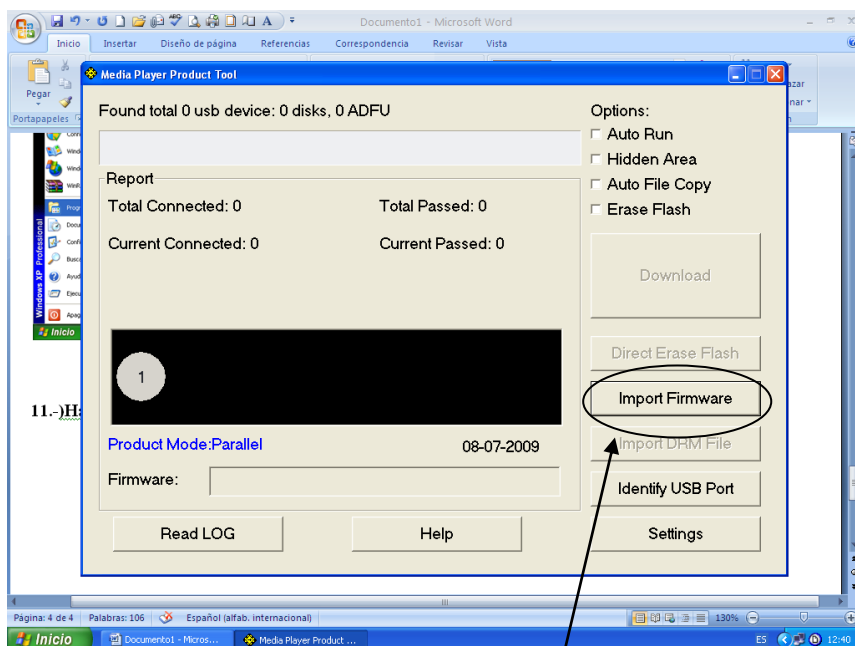 Documento1 - Microsoft Word
Inicio Insertar Diseño de página Referencias Correspondencia Revisar Vista
Pegar
Portapapeles
Media Player Product Tool
Found total 0 usb device: 0 disks, 0 ADFU
Options:
Auto Run
Hidden Area
Auto File Copy
Erase Flash
Report
Total Connected: 0 Total Passed: 0
Current Connected: 0 Current Passed: 0
Download
1
Direct Erase Flash
Import Firmware
Product Mode:Parallel 08-07-2009
Import DRM File
Firmware:
Identify USB Port
Read LOG Help Settings
Windows XP Professional
Inicio
11.-)H
Página: 4 de 4 Palabras: 106 Español (alfab. internacional) 130%
Inicio Documento1 - Micros... Media Player Product ... ES 12:40